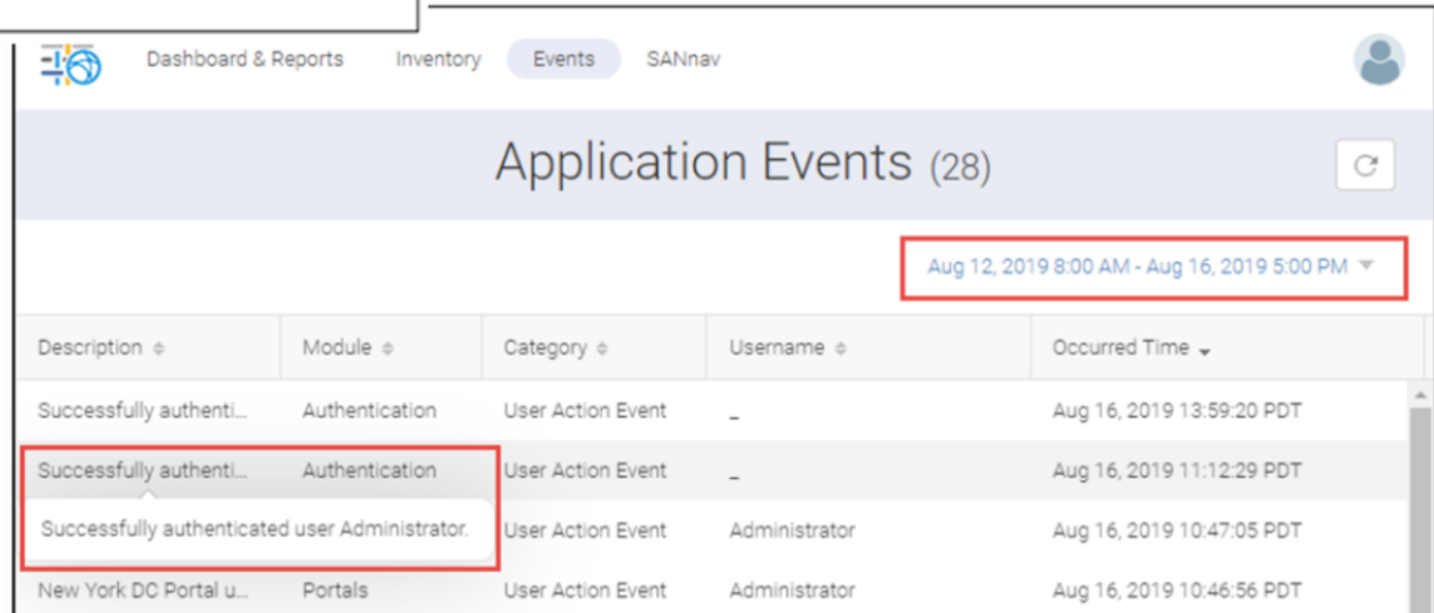 Dashboard & Reports Inventory Events SANnav
Application Events (28)
Aug 12, 2019 8:00 AM - Aug 16, 2019 5:00 PM
Description Module Category Username Occurred Time
Successfully authenti... Authentication User Action Event _ Aug 16, 2019 13:59:20 PDT
Successfully authenti... Authentication User Action Event _ Aug 16, 2019 11:12:29 PDT
Successfully authenticated user Administrator. User Action Event Administrator Aug 16, 2019 10:47:05 PDT
New York DC Portal u... Portals User Action Event Administrator Aug 16, 2019 10:46:56 PDT